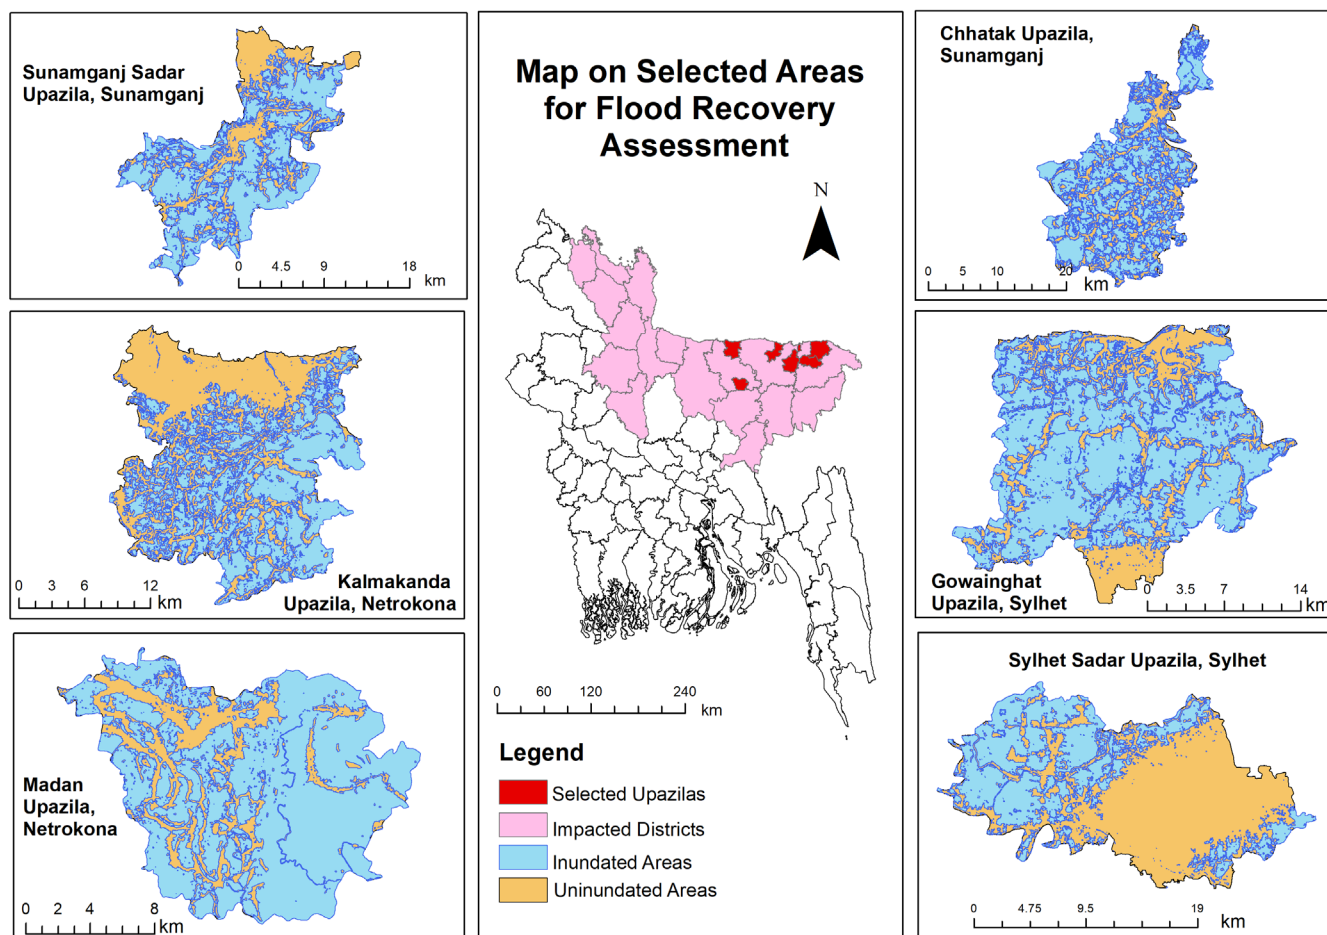 Sunamganj Sadar
Upazila, Sunamganj
0 4.5 9 18
km
Kalmakanda
Upazila, Netrokona
0 3 6 12
km
Madan
Upazila,
Netrokona
0 2 4 8
km
Map on Selected Areas
for Flood Recovery
Assessment
N
0 60 120 240
km
Legend
Selected Upazilas
Impacted Districts
Inundated Areas
Uninundated Areas
Chhatak Upazila,
Sunamganj
0 5 10 20
km
Gowainghat
Upazila, Sylhet
0 3.5 7 14
km
Sylhet Sadar Upazila, Sylhet
0 4.75 9.5 19
km